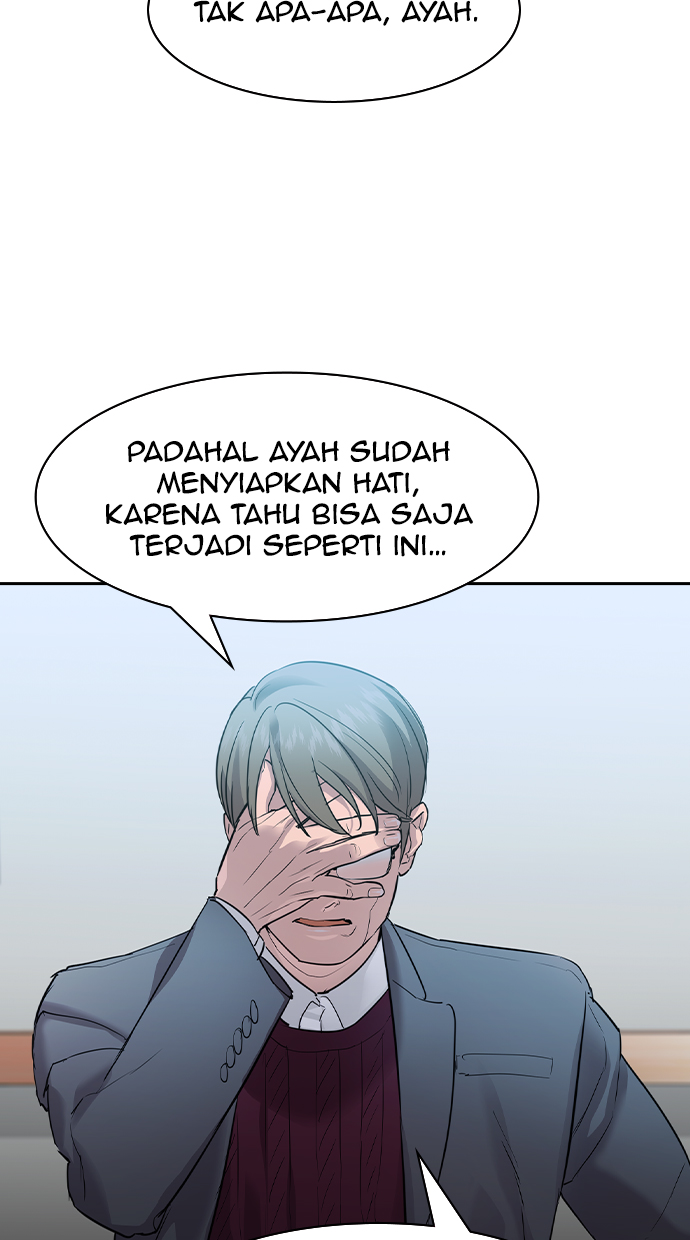 TAK APA-APA, AYAH.
PADAHAL AYAH SUDAH
MENYIAPKAN HATI,
KARENA TAHU BISA SAJA
TERJADI SEPERTI INI...